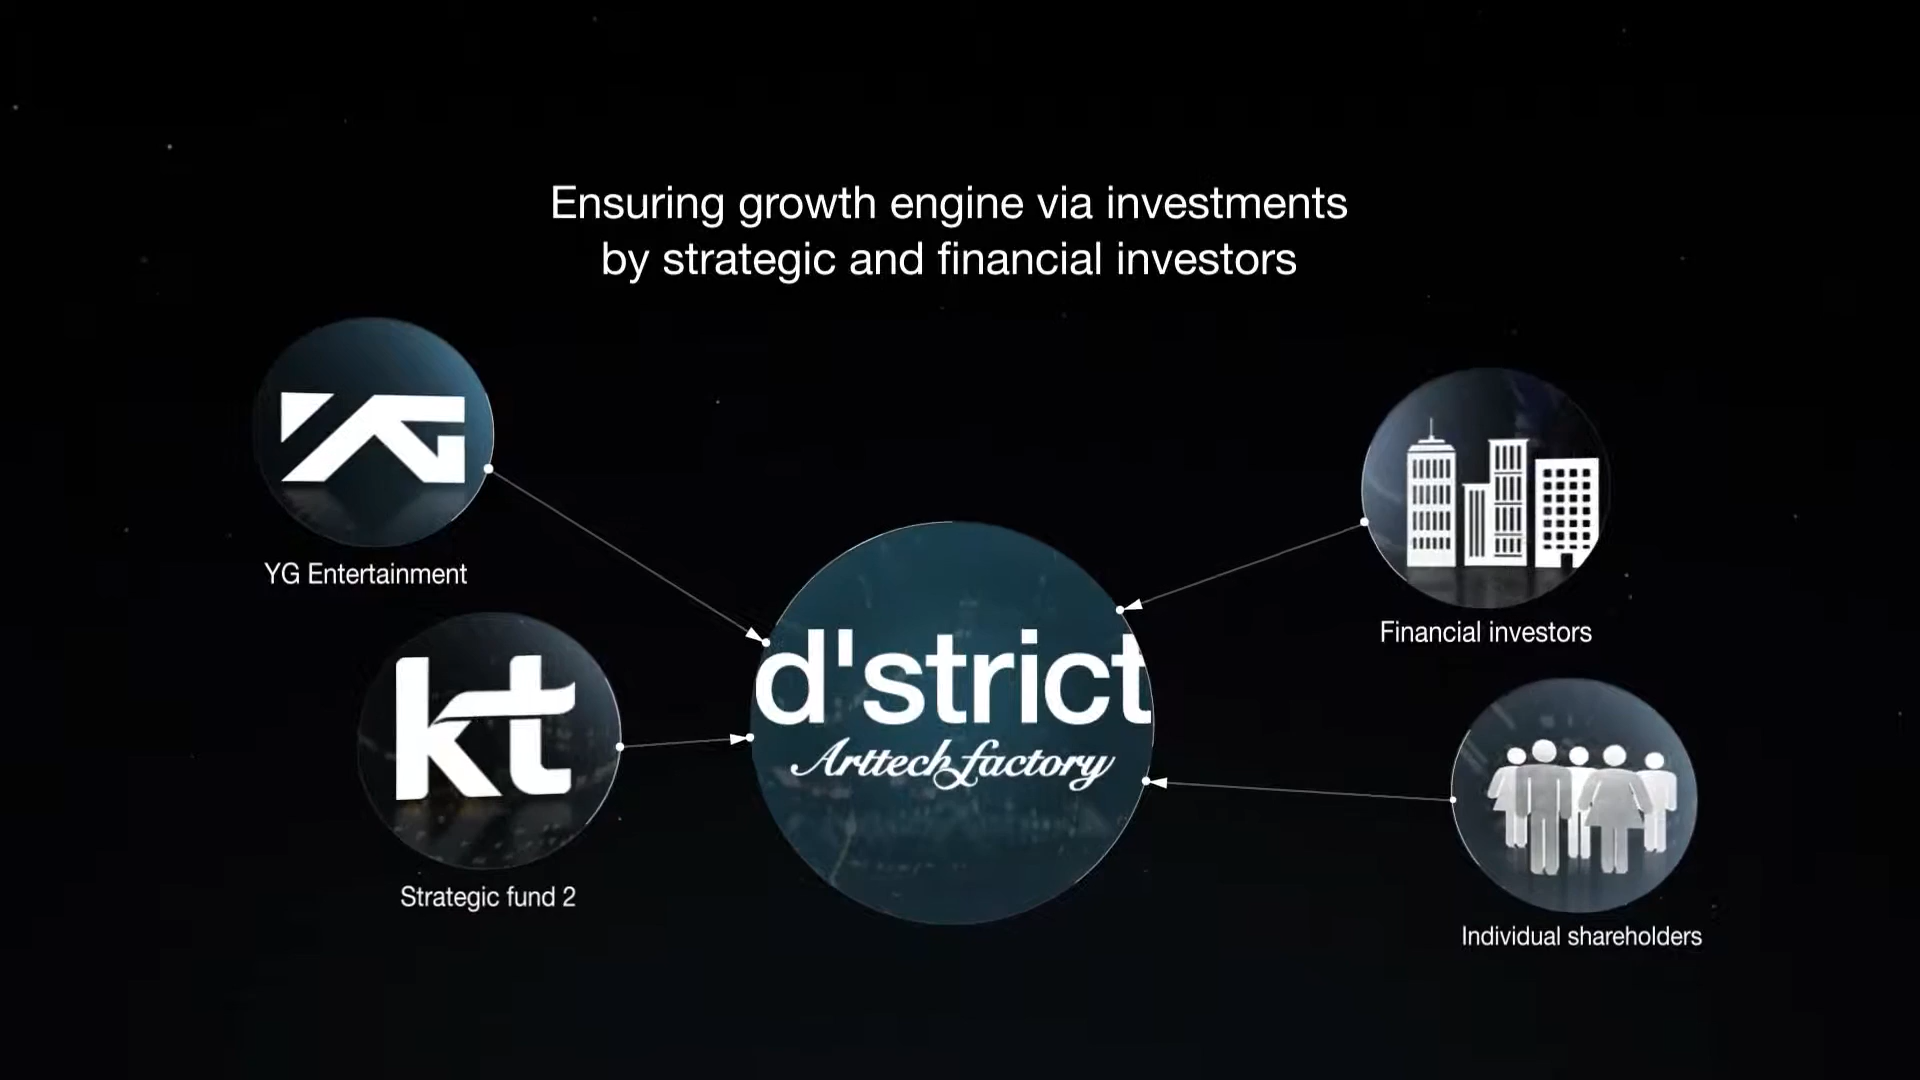 Ensuring growth engine via investments
by strategic and financial investors
YG
YG Entertainment
kt
Strategic fund 2
d'strict
Arttech factory
Financial investors
Individual shareholders